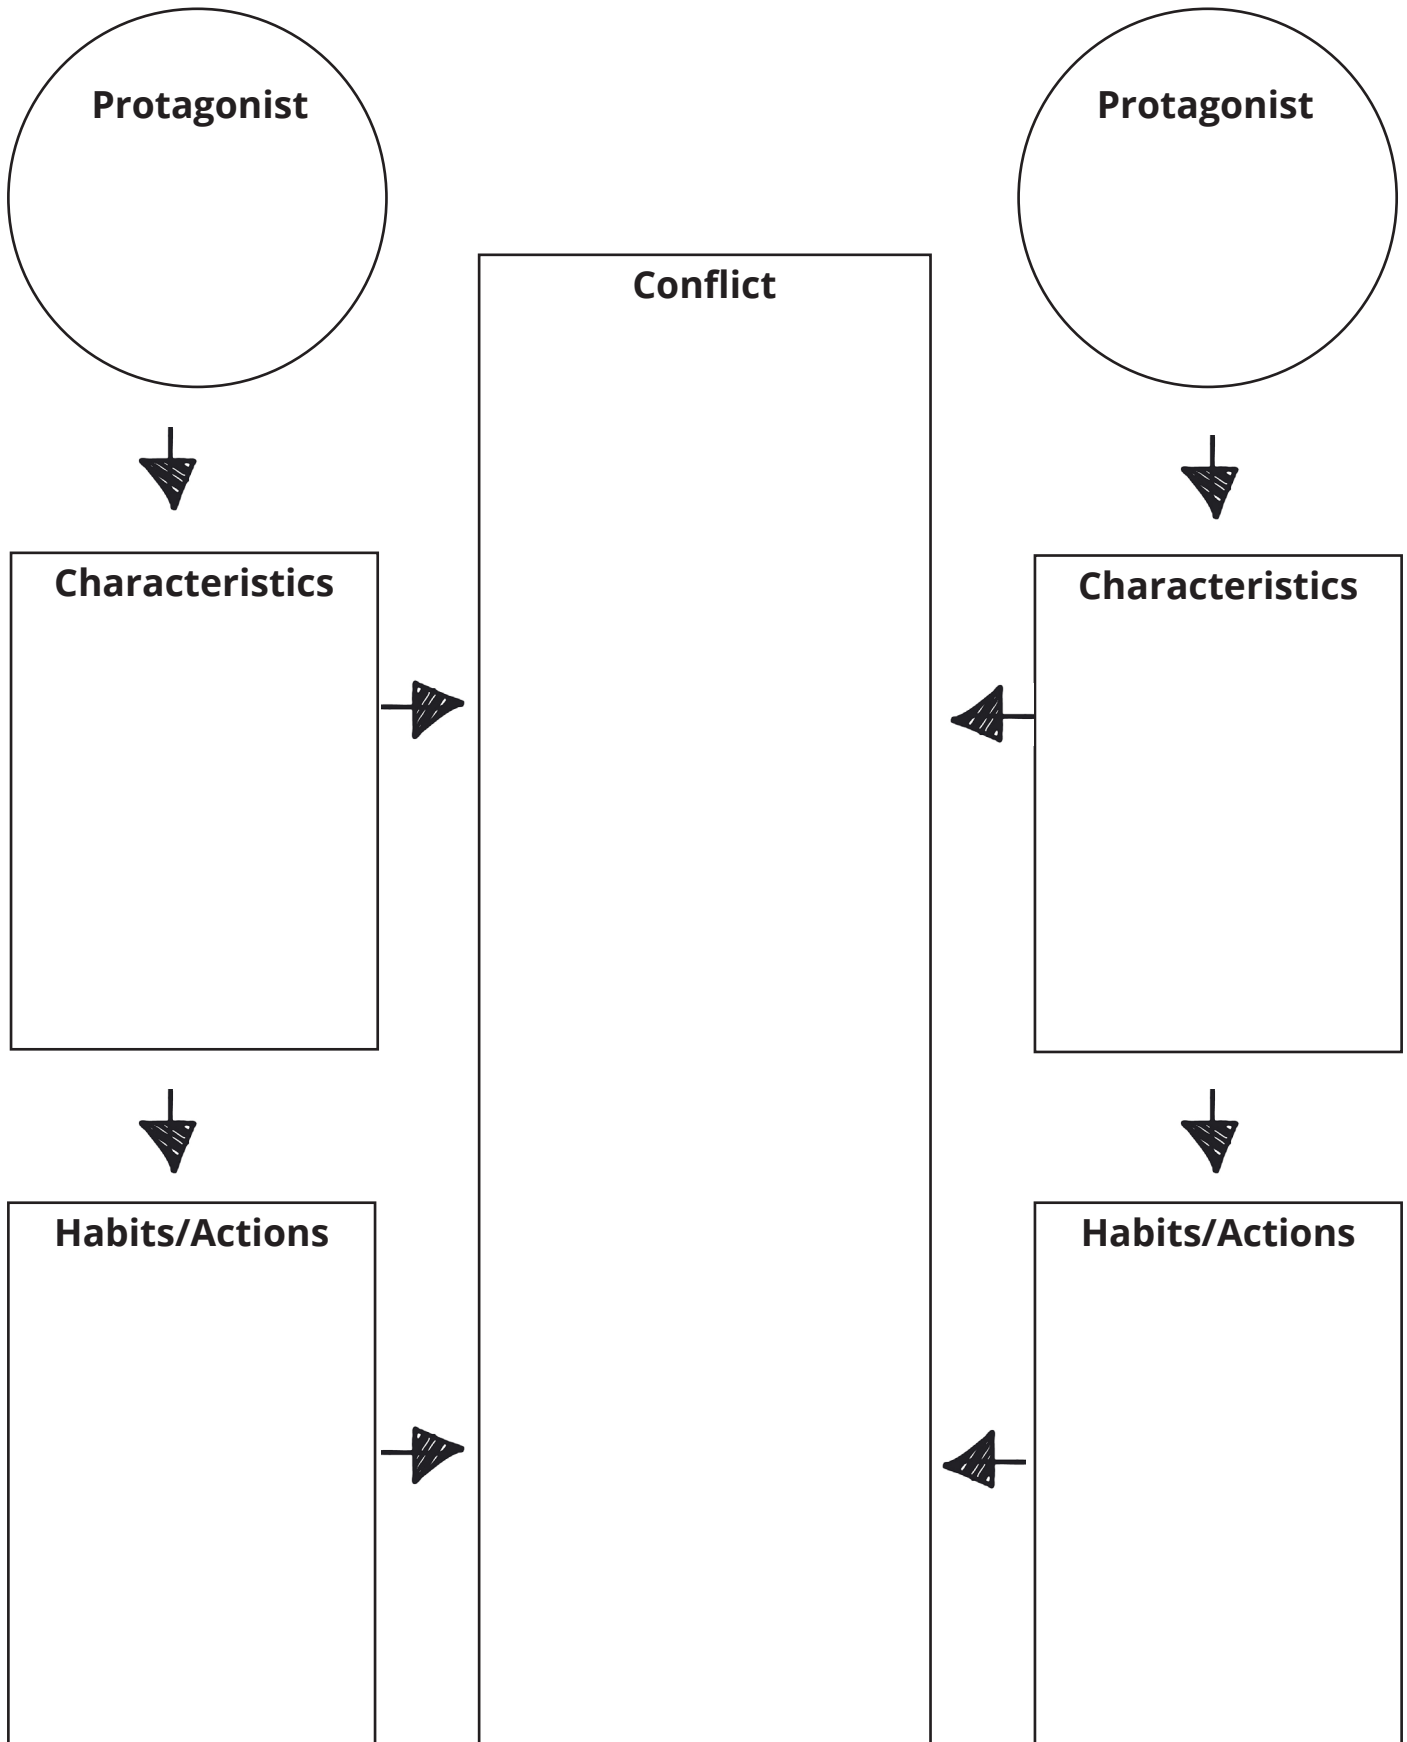 Protagonist
Protagonist
Conflict
Characteristics
Characteristics
Habits/Actions
Habits/Actions